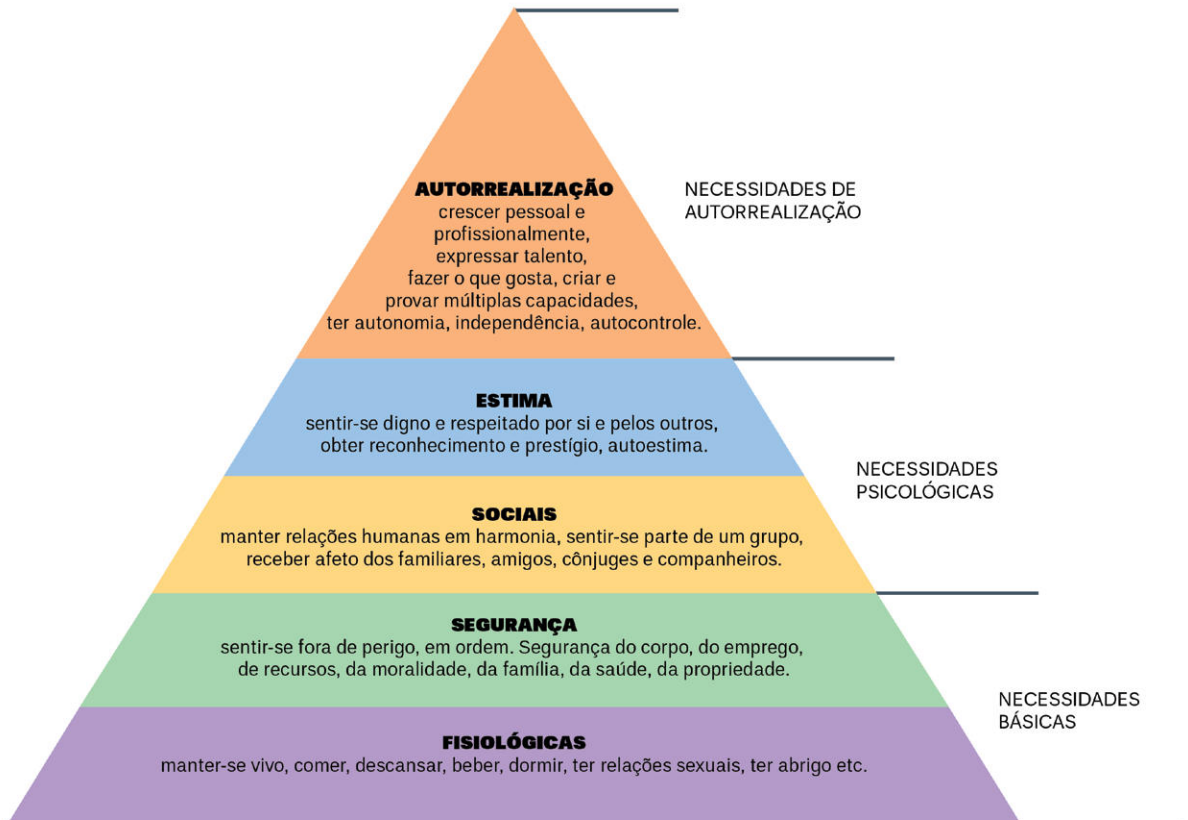 AUTORREALIZAÇÃO
crescer pessoal e
profissionalmente,
expressar talento,
fazer o que gosta, criar e
provar múltiplas capacidades,
ter autonomia, independência, autocontrole.
NECESSIDADES DE
AUTORREALIZAÇÃO
ESTIMA
sentir-se digno e respeitado por si e pelos outros,
obter reconhecimento e prestígio, autoestima.
SOCIAIS
manter relações humanas em harmonia, sentir-se parte de um grupo,
receber afeto dos familiares, amigos, cônjuges e companheiros.
NECESSIDADES
PSICOLÓGICAS
SEGURANÇA
sentir-se fora de perigo, em ordem. Segurança do corpo, do emprego,
de recursos, da moralidade, da família, da saúde, da propriedade.
FISIOLÓGICAS
manter-se vivo, comer, descansar, beber, dormir, ter relações sexuais, ter abrigo etc.
NECESSIDADES
BÁSICAS